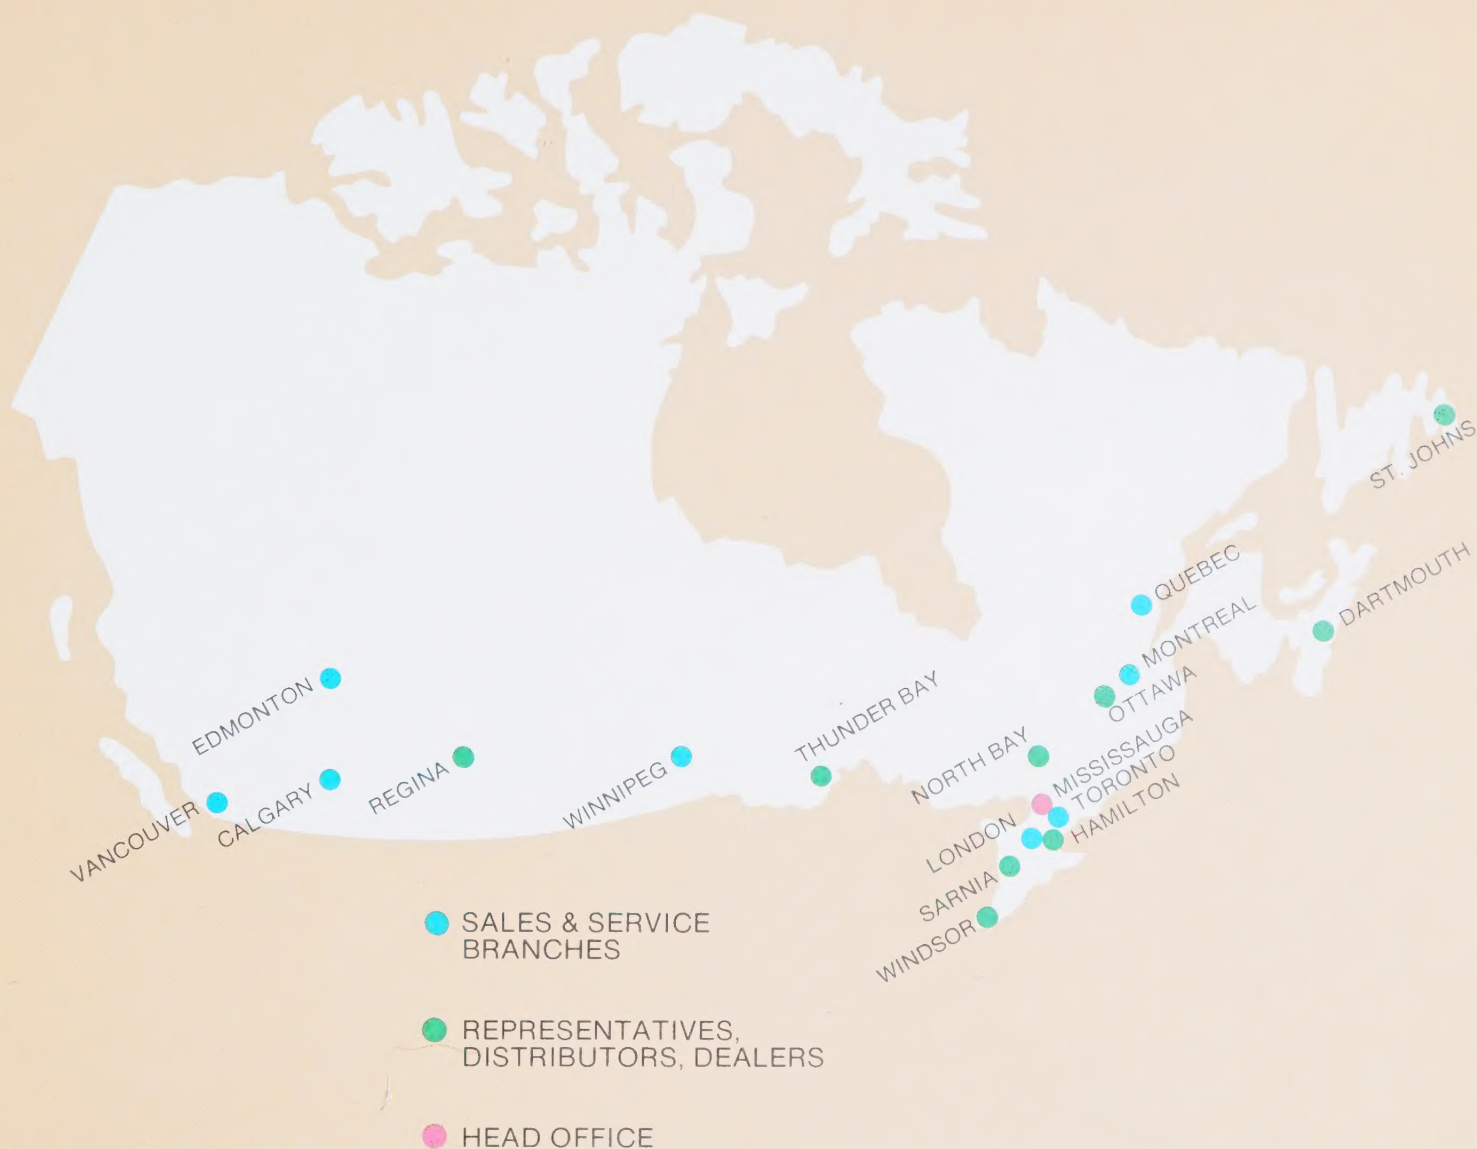 ST. JOHNS
QUEBEC
DARTMOUTH
MONTREAL
OTTAWA
EDMONTON
THUNDER BAY
NORTH BAY
MISSISSAUGA
TORONTO
HAMILTON
VANCOUVER
CALGARY
REGINA
WINNIPEG
LONDON
SARNIA
WINDSOR
SALES & SERVICE
BRANCHES
REPRESENTATIVES,
DISTRIBUTORS, DEALERS
HEAD OFFICE